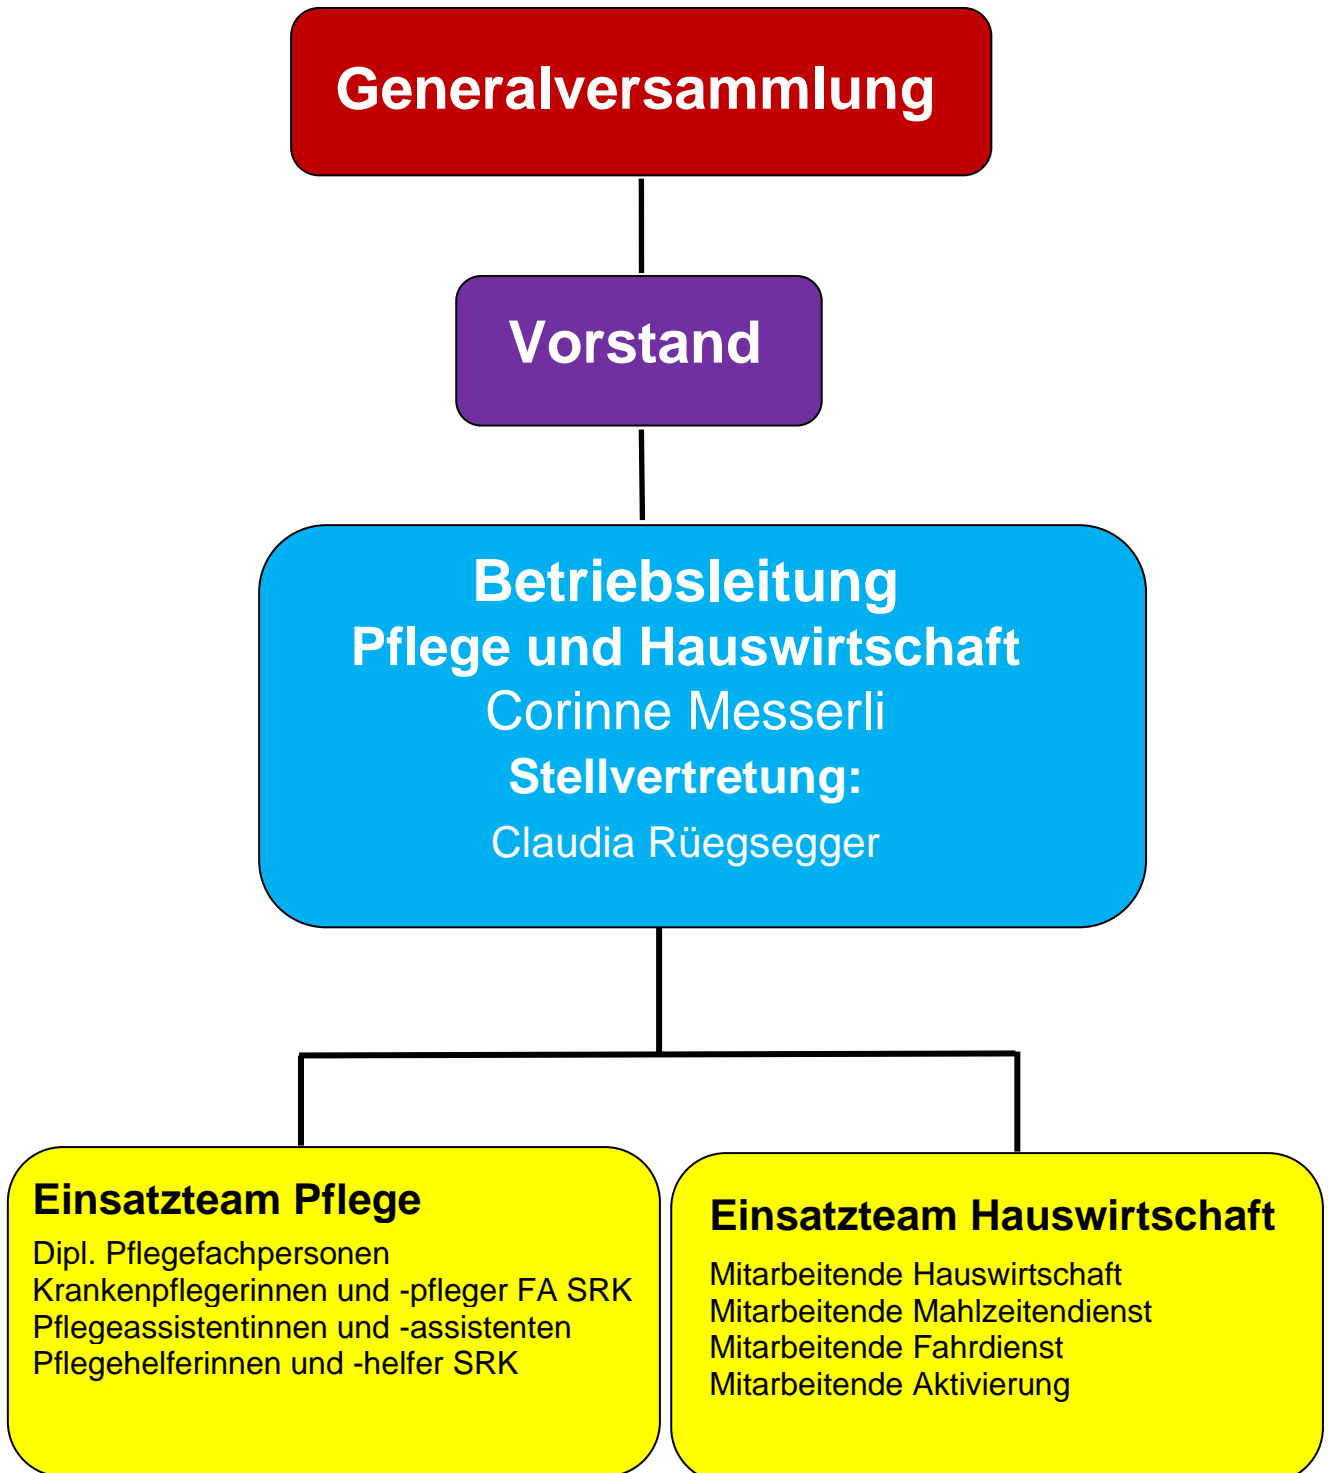 Generalversammlung
Vorstand
Betriebsleitung
Pflege und Hauswirtschaft
Corinne Messerli
Stellvertretung:
Claudia Rüegsegger
Einsatzteam Pflege
Dipl. Pflegefachpersonen
Krankenpflegerinnen und -pfleger FA SRK
Pflegeassistentinnen und -assistenten
Pflegehelferinnen und -helfer SRK
Einsatzteam Hauswirtschaft
Mitarbeitende Hauswirtschaft
Mitarbeitende Mahlzeitendienst
Mitarbeitende Fahrdienst
Mitarbeitende Aktivierung